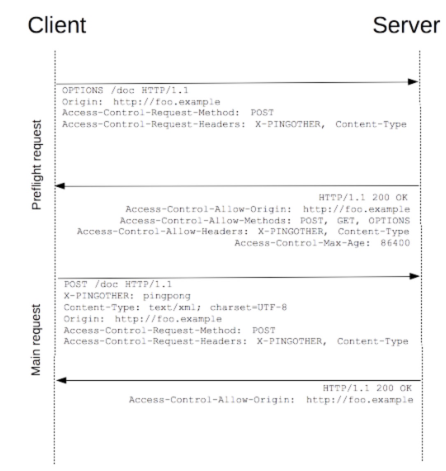 Client
Server
OPTIONS /doc HTTP/1.1
Origin: http://foo.example
Access-Control-Request-Method: POST
Access-Control-Request-Headers: X-PINGOTHER, Content-Type
Preflight request
HTTP/1.1 200 OK
Access-Control-Allow-Origin: http://foo.example
Access-Control-Allow-Methods: POST, GET, OPTIONS
Access-Control-Allow-Headers: X-PINGOTHER, Content-Type
Access-Control-Max-Age: 86400
POST /doc HTTP/1.1
X-PINGOTHER: pingpong
Content-Type: text/xml; charset=UTF-8
Origin: http://foo.example
Access-Control-Request-Method: POST
Access-Control-Request-Headers: X-PINGOTHER, Content-Type
Main request
HTTP/1.1 200 OK
Access-Control-Allow-Origin: http://foo.example